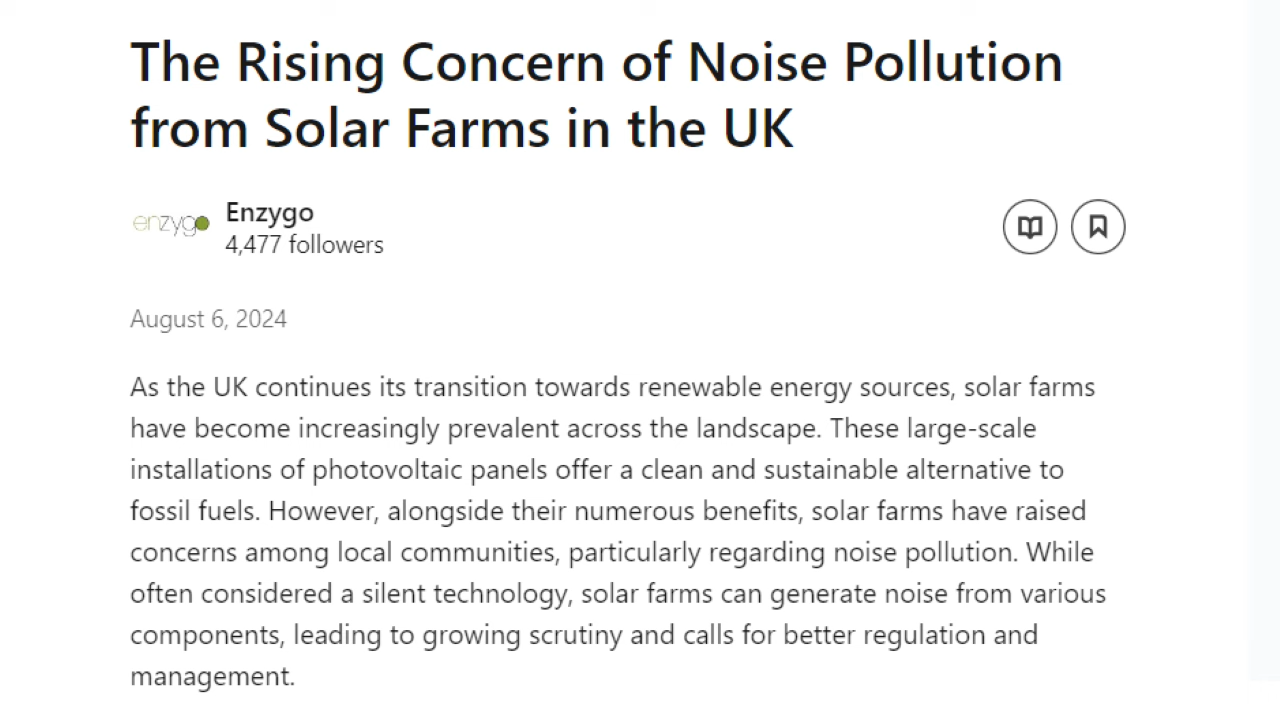 The Rising Concern of Noise Pollution
from Solar Farms in the UK
enzygo
Enzygo
4,477 followers
August 6, 2024
As the UK continues its transition towards renewable energy sources, solar farms
have become increasingly prevalent across the landscape. These large-scale
installations of photovoltaic panels offer a clean and sustainable alternative to
fossil fuels. However, alongside their numerous benefits, solar farms have raised
concerns among local communities, particularly regarding noise pollution. While
often considered a silent technology, solar farms can generate noise from various
components, leading to growing scrutiny and calls for better regulation and
management.